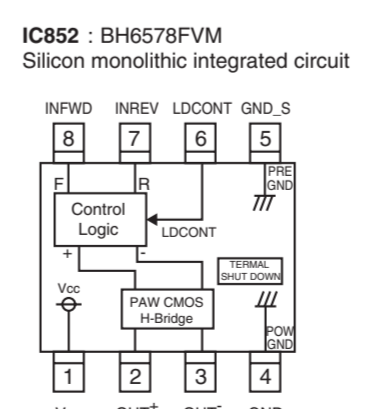 IC852 : BH6578FVM
Silicon monolithic integrated circuit
INFWD INREV LDCONT GND_S
8 7 6 5
PRE
GND
F R
Control
Logic
LDCONT
+ -
TERMAL
SHUT DOWN
Vcc
PAW CMOS
H-Bridge
POW
GND
1 2 3 4